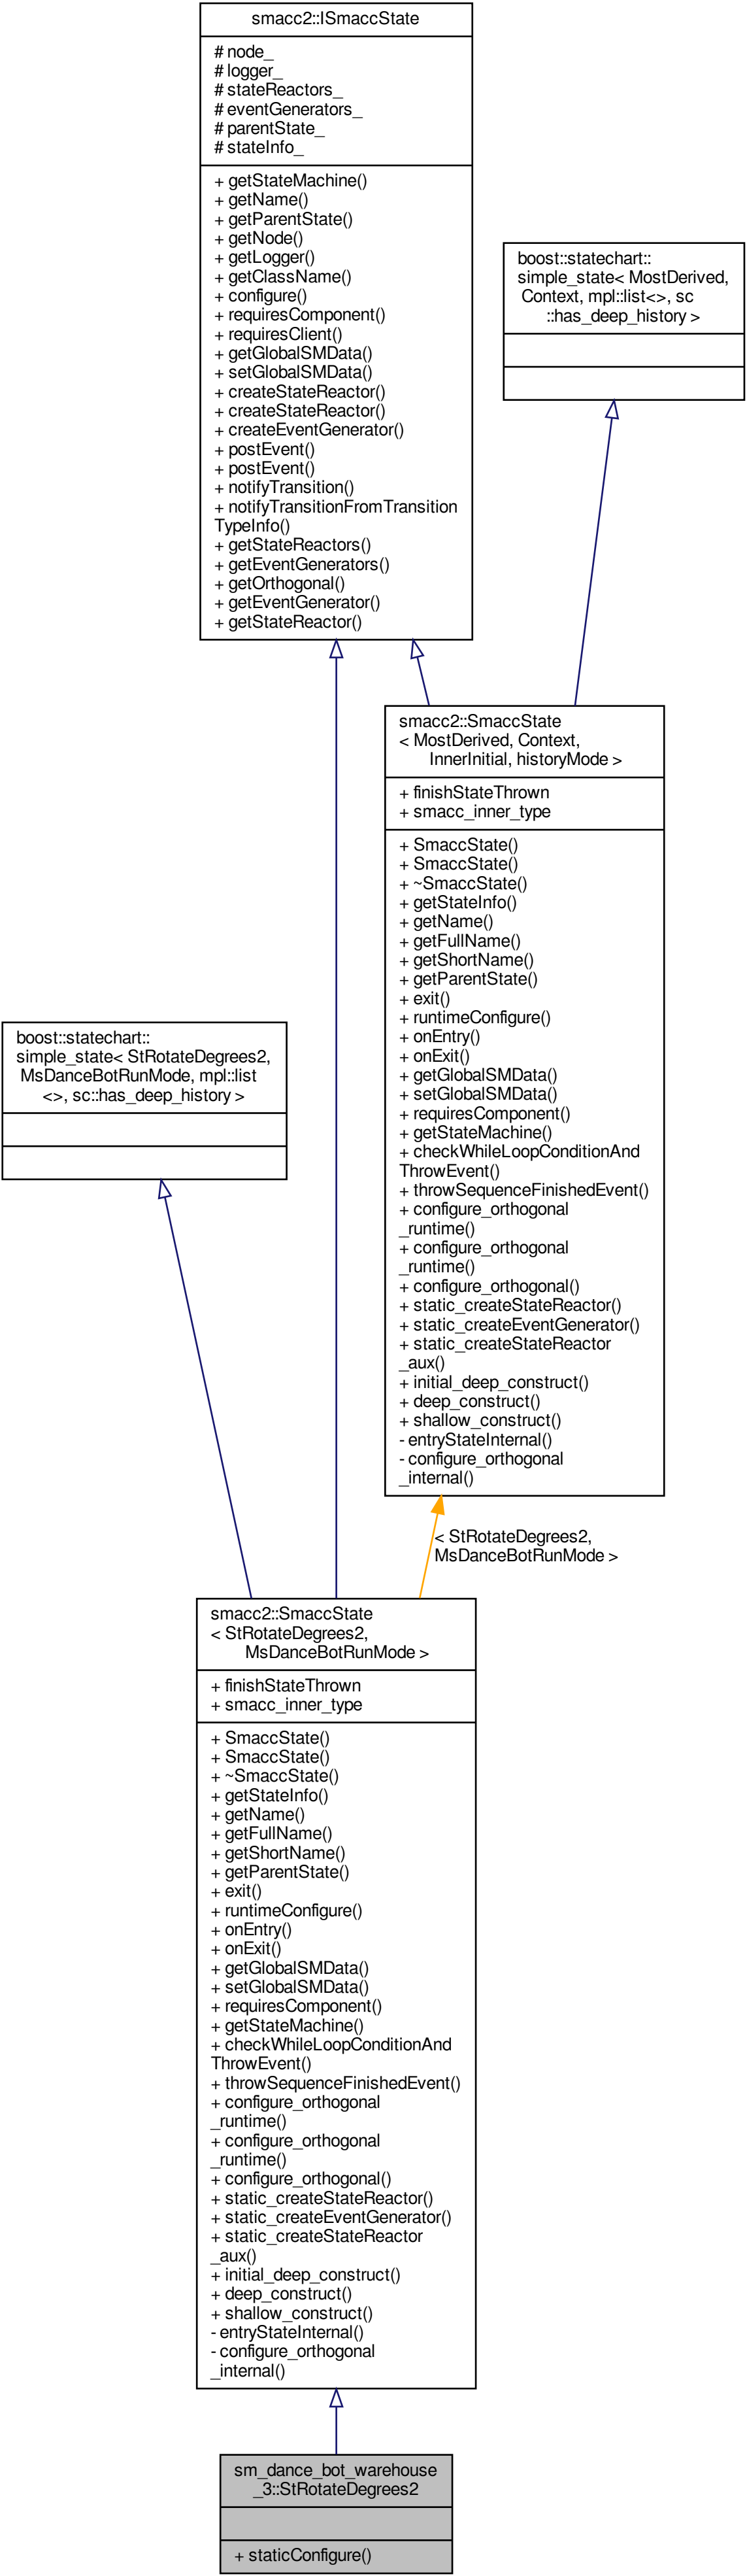 smacc2::ISmaccState
# node_
# logger_
# stateReactors_
# eventGenerators_
# parentState_
# stateInfo_
+ getStateMachine()
+ getName()
+ getParentState()
+ getNode()
+ getLogger()
+ getClassName()
+ configure()
+ requiresComponent()
+ requiresClient()
+ getGlobalSMData()
+ setGlobalSMData()
+ createStateReactor()
+ createStateReactor()
+ createEventGenerator()
+ postEvent()
+ postEvent()
+ notifyTransition()
+ notifyTransitionFromTransition
TypeInfo()
+ getStateReactors()
+ getEventGenerators()
+ getOrthogonal()
+ getEventGenerator()
+ getStateReactor()
boost::statechart::
simple_state< MostDerived,
Context, mpl::list<>, sc
::has_deep_history >
smacc2::SmaccState
< MostDerived, Context,
InnerInitial, historyMode >
+ finishStateThrown
+ smacc_inner_type
+ SmaccState()
+ SmaccState()
+ ~SmaccState()
+ getStateInfo()
+ getName()
+ getFullName()
+ getShortName()
+ getParentState()
+ exit()
+ runtimeConfigure()
+ onEntry()
+ onExit()
+ getGlobalSMData()
+ setGlobalSMData()
+ requiresComponent()
+ getStateMachine()
+ checkWhileLoopConditionAnd
ThrowEvent()
+ throwSequenceFinishedEvent()
+ configure_orthogonal
_runtime()
+ configure_orthogonal
_runtime()
+ configure_orthogonal()
+ static_createStateReactor()
+ static_createEventGenerator()
+ static_createStateReactor
_aux()
+ initial_deep_construct()
+ deep_construct()
+ shallow_construct()
- entryStateInternal()
- configure_orthogonal
_internal()
boost::statechart::
simple_state< StRotateDegrees2,
MsDanceBotRunMode, mpl::list
<>, sc::has_deep_history >
< StRotateDegrees2,
MsDanceBotRunMode >
smacc2::SmaccState
< StRotateDegrees2,
MsDanceBotRunMode >
+ finishStateThrown
+ smacc_inner_type
+ SmaccState()
+ SmaccState()
+ ~SmaccState()
+ getStateInfo()
+ getName()
+ getFullName()
+ getShortName()
+ getParentState()
+ exit()
+ runtimeConfigure()
+ onEntry()
+ onExit()
+ getGlobalSMData()
+ setGlobalSMData()
+ requiresComponent()
+ getStateMachine()
+ checkWhileLoopConditionAnd
ThrowEvent()
+ throwSequenceFinishedEvent()
+ configure_orthogonal
_runtime()
+ configure_orthogonal
_runtime()
+ configure_orthogonal()
+ static_createStateReactor()
+ static_createEventGenerator()
+ static_createStateReactor
_aux()
+ initial_deep_construct()
+ deep_construct()
+ shallow_construct()
- entryStateInternal()
- configure_orthogonal
_internal()
sm_dance_bot_warehouse
_3::StRotateDegrees2
+ staticConfigure()